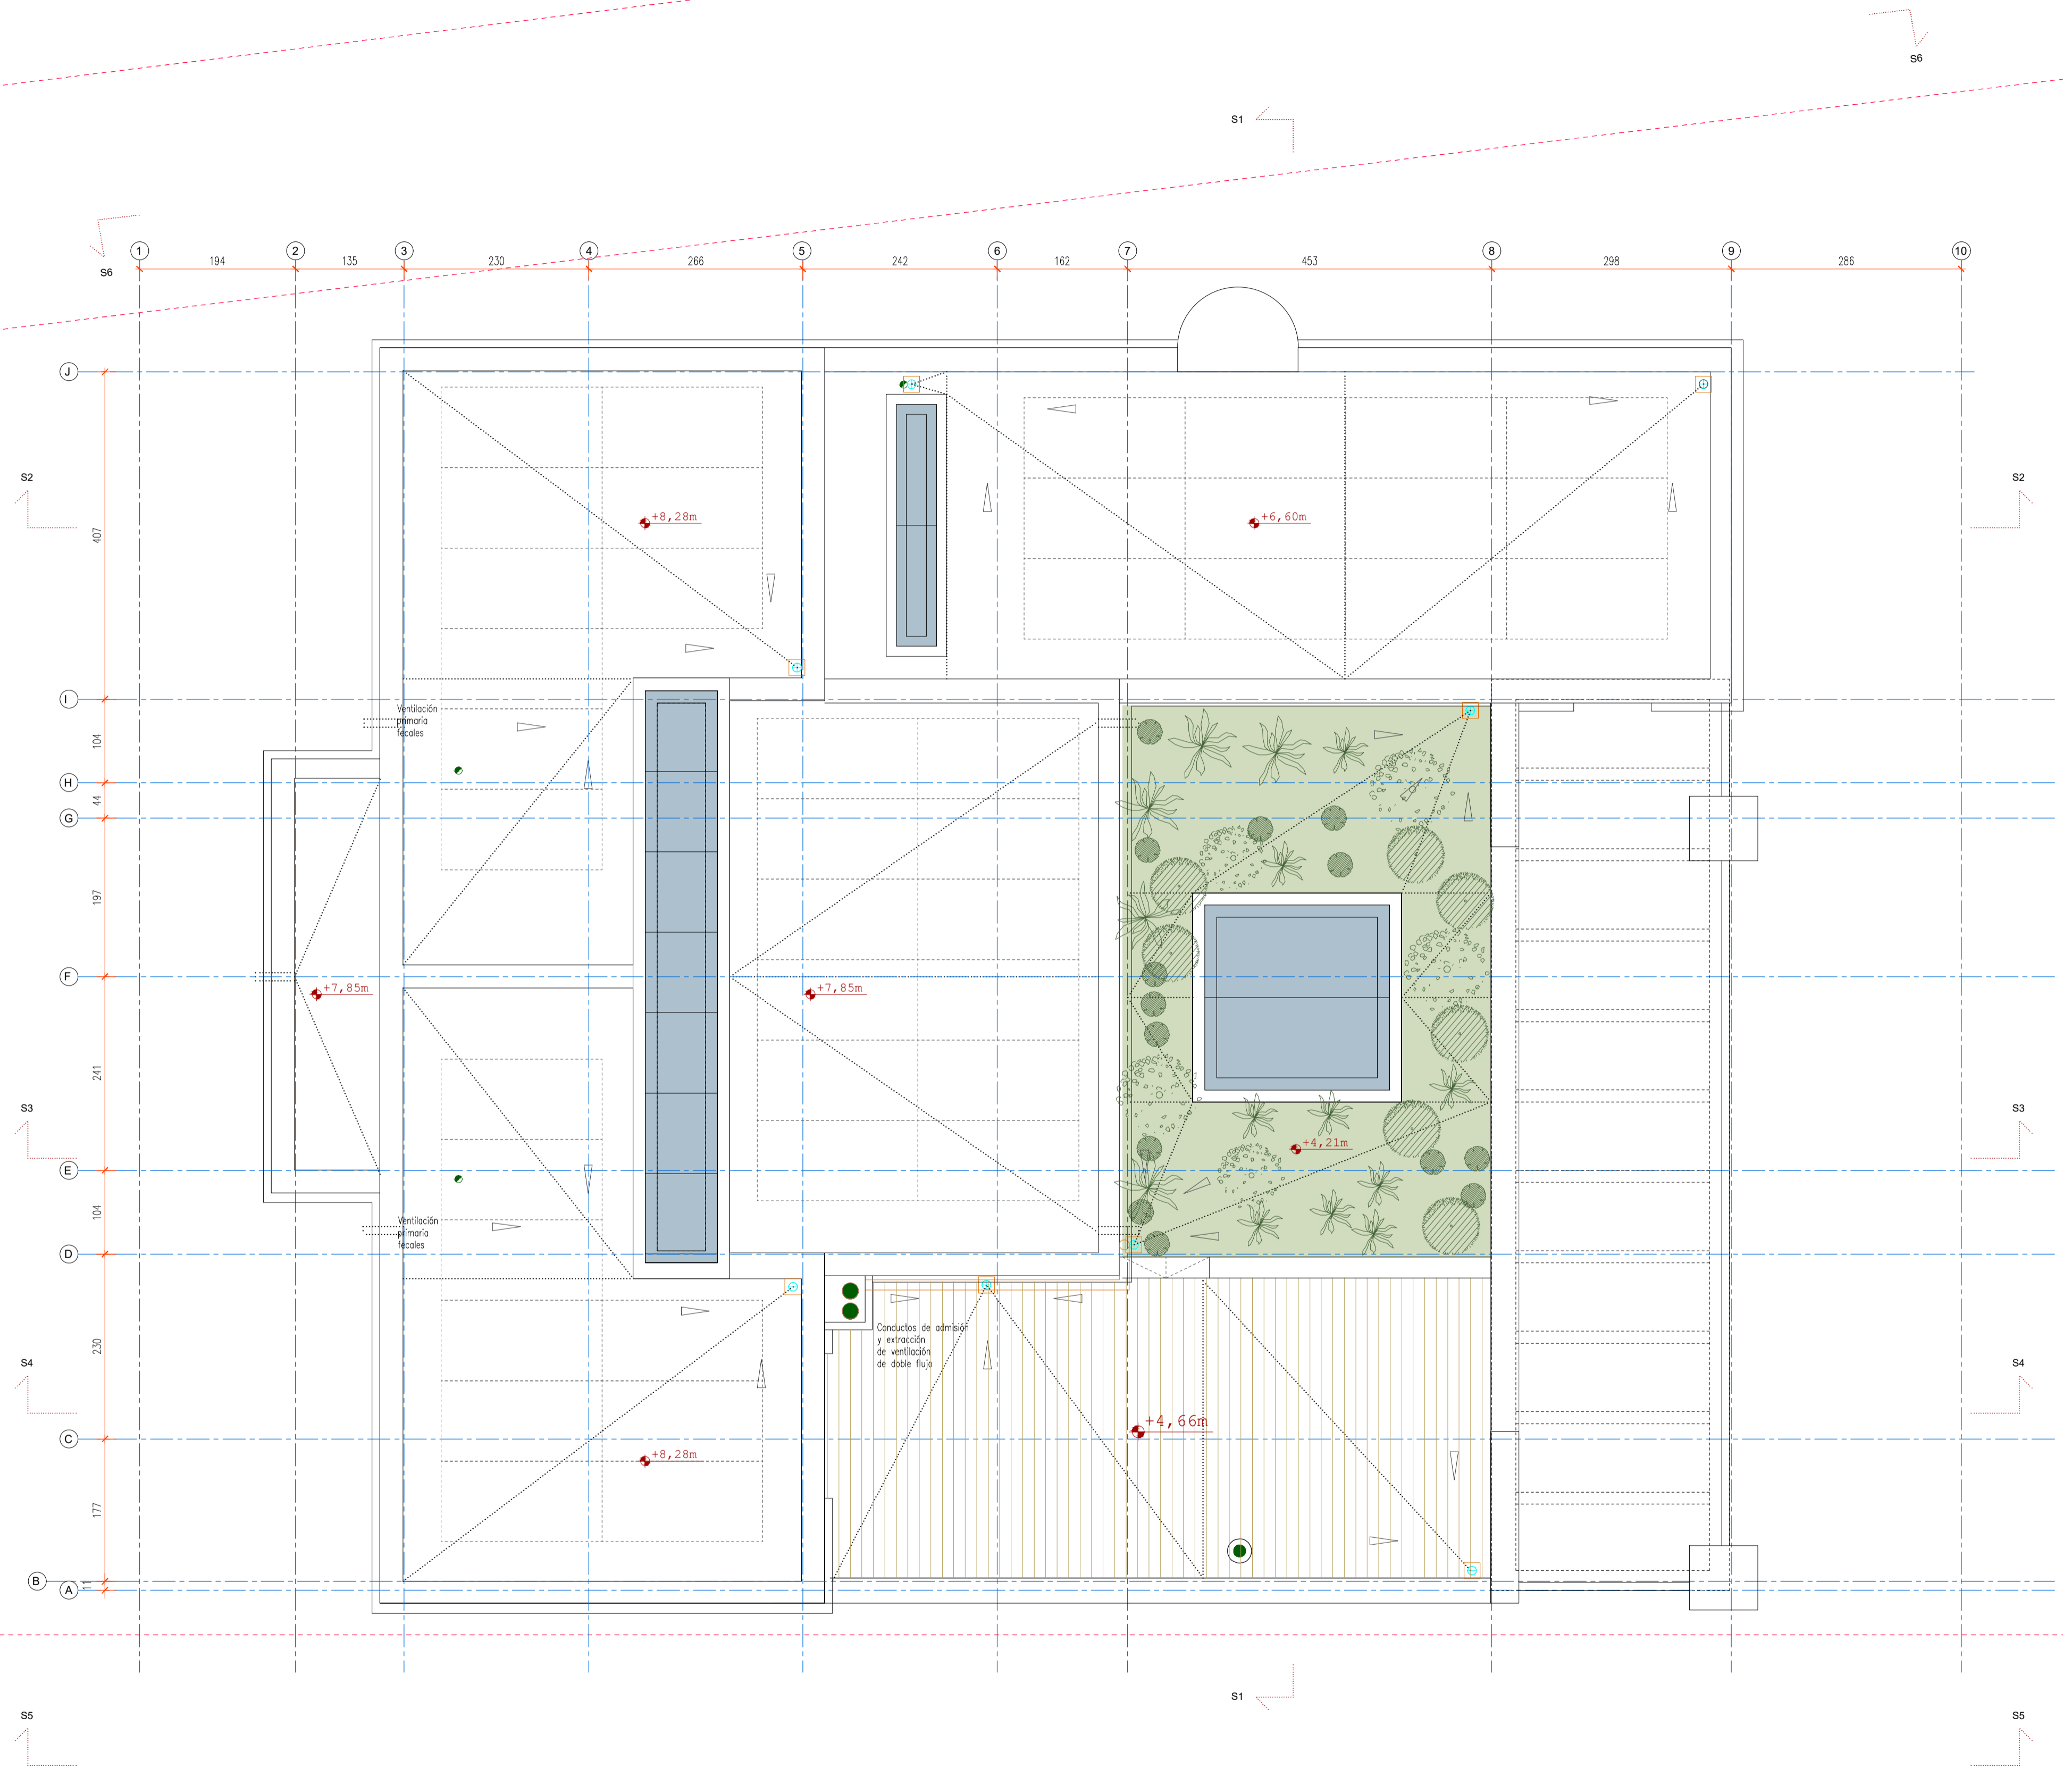 S6
S1
S6
1 2 3 4 5 6 7 8 9 10
194 135 230 266 242 162 453 298 286
J
S2
S2
407
+8,28m
+6,60m
I
Ventilación
primaria
fecales
104
H
44
G
197
F
+7,85m
+7,85m
241
S3
S3
+4,21m
E
104
Ventilación
primaria
fecales
D
Conductos de admisión
y extracción
de ventilación
de doble flujo
230
S4
S4
+4,66m
C
+8,28m
177
B
11
A
S1
S5
S5